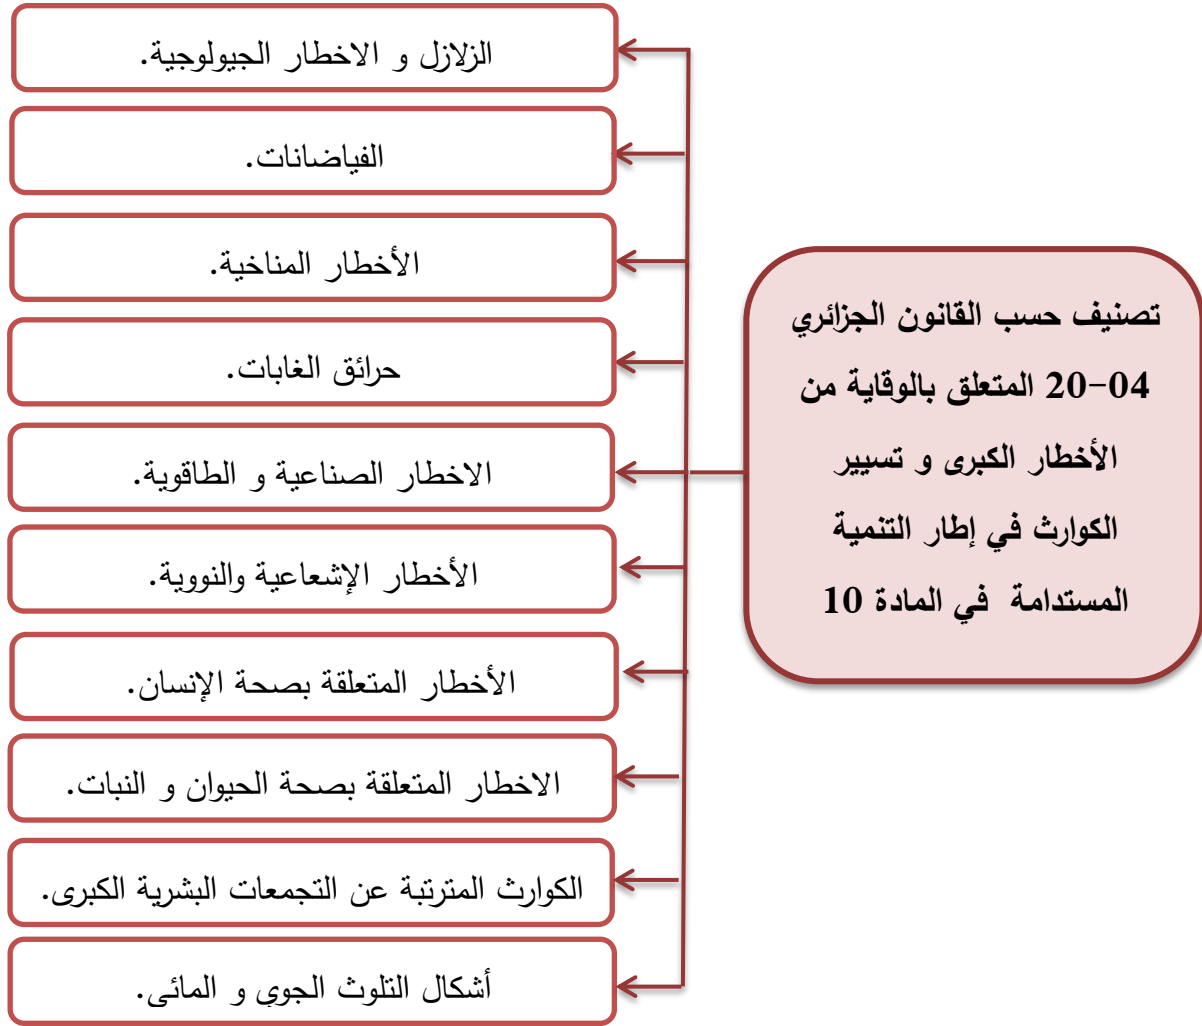 تصنيف حسب القانون الجزائري
20-04 المتعلق بالوقاية من
الأخطار الكبرى و تسيير
الكوارث في إطار التنمية
المستدامة في المادة 10
الزلازل و الاخطار الجيولوجية.
الفياضانات.
الأخطار المناخية.
حرائق الغابات.
الاخطار الصناعية و الطاقوية.
الأخطار الإشعاعية والنووية.
الأخطار المتعلقة بصحة الإنسان.
الاخطار المتعلقة بصحة الحيوان و النبات.
الكوارث المترتبة عن التجمعات البشرية الكبرى.
أشكال التلوث الجوي و المائي.